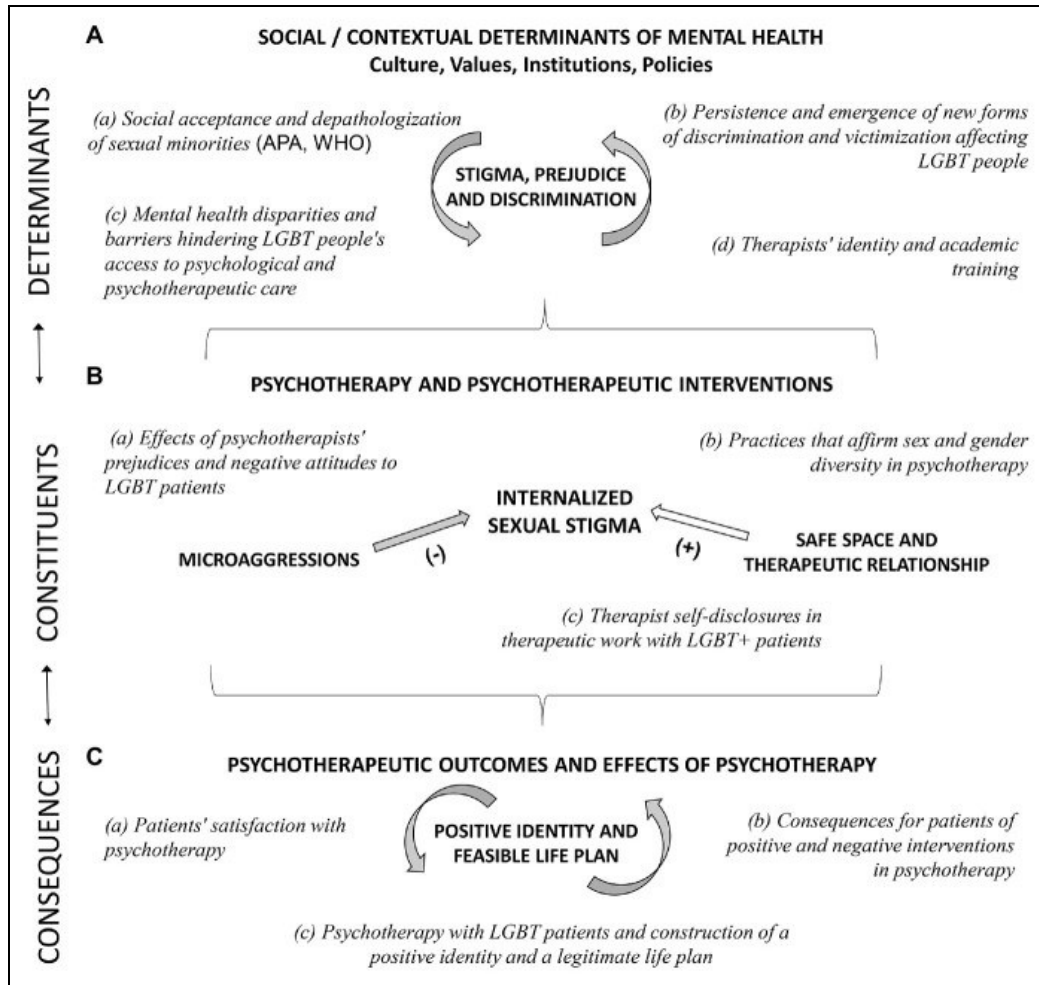 A
SOCIAL / CONTEXTUAL DETERMINANTS OF MENTAL HEALTH
Culture, Values, Institutions, Policies
(a) Social acceptance and depathologization
of sexual minorities (APA, WHO)
(b) Persistence and emergence of new forms
of discrimination and victimization affecting
LGBT people
STIGMA, PREJUDICE
AND DISCRIMINATION
(c) Mental health disparities and
barriers hindering LGBT people's
access to psychological and
psychotherapeutic care
(d) Therapists' identity and academic
training
DETERMINANTS
B
PSYCHOTHERAPY AND PSYCHOTHERAPEUTIC INTERVENTIONS
(a) Effects of psychotherapists'
prejudices and negative attitudes to
LGBT patients
(b) Practices that affirm sex and gender
diversity in psychotherapy
INTERNALIZED
SEXUAL STIGMA
MICROAGGRESSIONS
(-)
(+)
SAFE SPACE AND
THERAPEUTIC RELATIONSHIP
(c) Therapist self-disclosures in
therapeutic work with LGBT+ patients
CONSTITUENTS
C
PSYCHOTHERAPEUTIC OUTCOMES AND EFFECTS OF PSYCHOTHERAPY
(a) Patients' satisfaction with
psychotherapy
POSITIVE IDENTITY AND
FEASIBLE LIFE PLAN
(b) Consequences for patients of
positive and negative interventions
in psychotherapy
(c) Psychotherapy with LGBT patients and construction of a
positive identity and a legitimate life plan
CONSEQUENCES